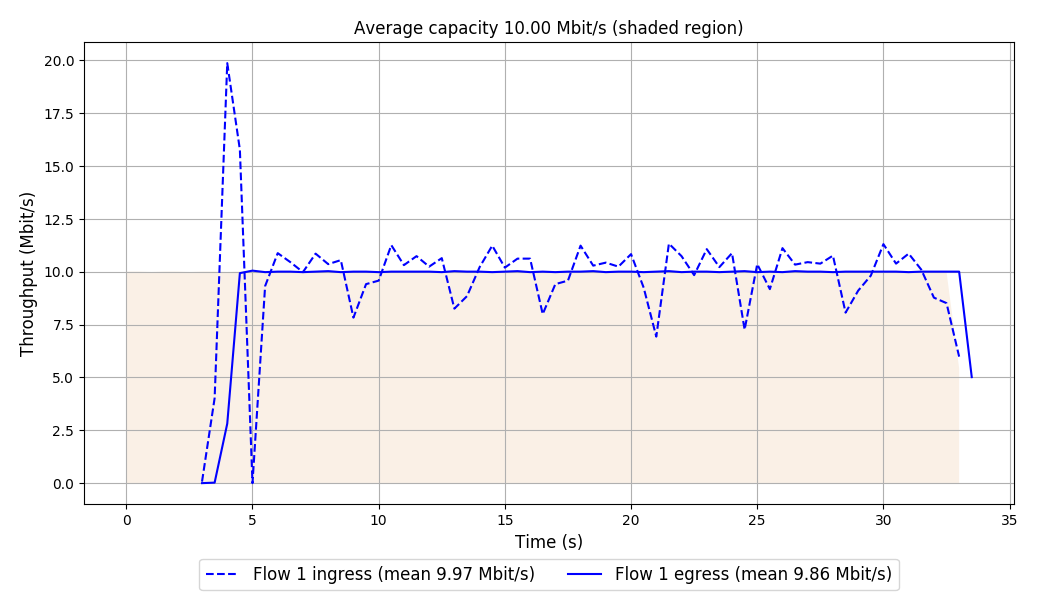 Average capacity 10.00 Mbit/s (shaded region)
20.0
17.5
15.0
12.5
10.0
7.5
5.0
2.5
0.0
Throughput (Mbit/s)
0 5 10 15 20 25 30 35
Time (s)
Flow 1 ingress (mean 9.97 Mbit/s) Flow 1 egress (mean 9.86 Mbit/s)